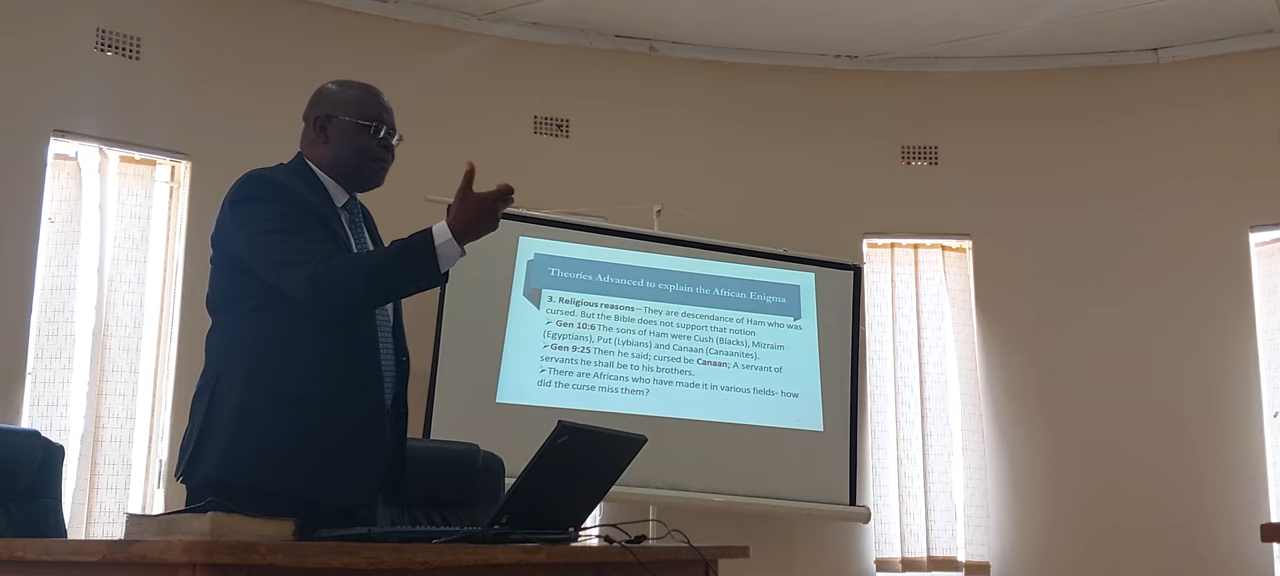 Theories Advanced to explain the African Enigma
3. Religious reasons – They are descendance of Ham who was
cursed. But the Bible does not support that notion
➢ Gen 10:6 The sons of Ham were Cush (Blacks), Mizraim
(Egyptians), Put (Lybians) and Canaan (Canaanites).
➢Gen 9:25 Then he said; cursed be Canaan; A servant of
servants he shall be to his brothers.
➢There are Africans who have made it in various fields- how
did the curse miss them?